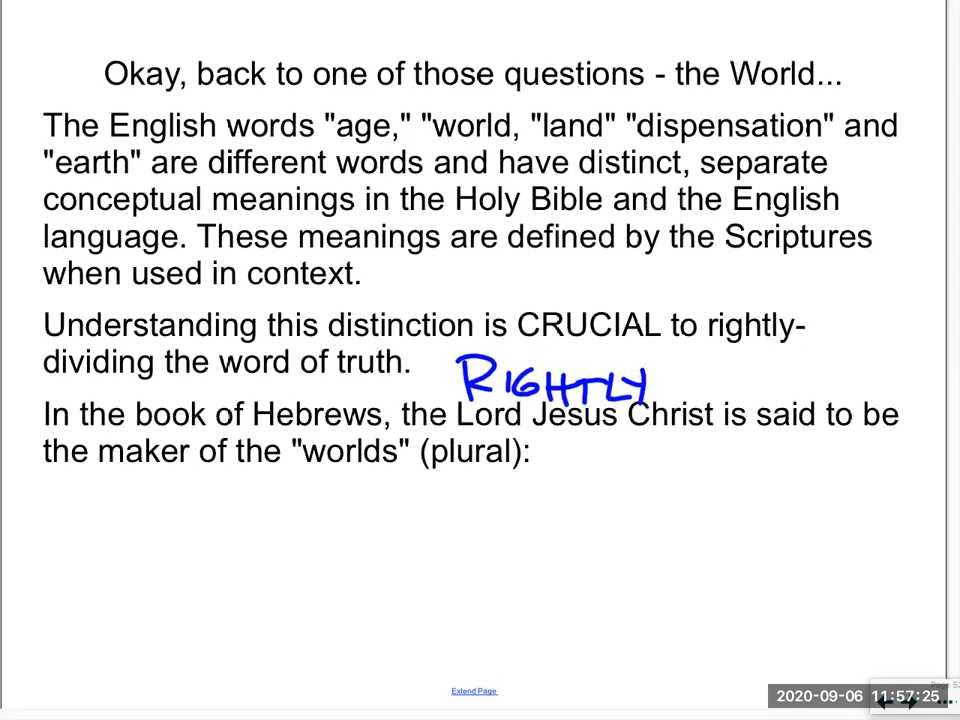 Okay, back to one of those questions - the World...
The English words "age," "world, "land" "dispensation" and
"earth" are different words and have distinct, separate
conceptual meanings in the Holy Bible and the English
language. These meanings are defined by the Scriptures
when used in context.
Understanding this distinction is CRUCIAL to rightly-
dividing the word of truth.
RIGHTLY
In the book of Hebrews, the Lord Jesus Christ is said to be
the maker of the "worlds" (plural):
Extend Page
2020-09-06 11:57:25